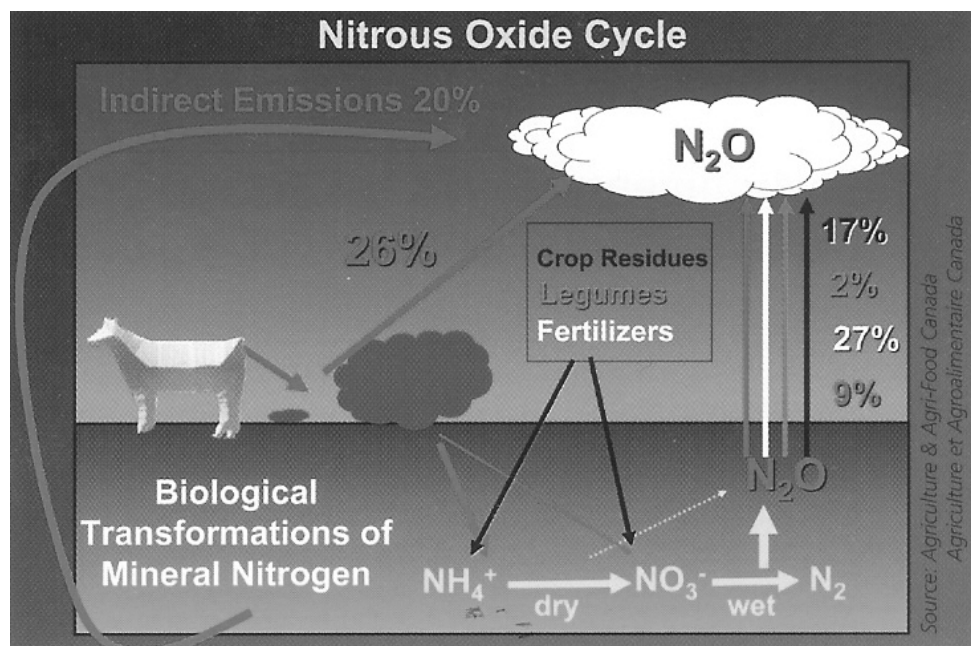 Nitrous Oxide Cycle
Indirect Emissions 20%
N₂O
26%
Crop Residues
Legumes
Fertilizers
17%
2%
27%
9%
N₂O
Biological
Transformations of
Mineral Nitrogen
NH₄⁺
dry
NO₃⁻
wet
N₂
Source: Agriculture & Agri-Food Canada
Agriculture et Agroalimentaire Canada